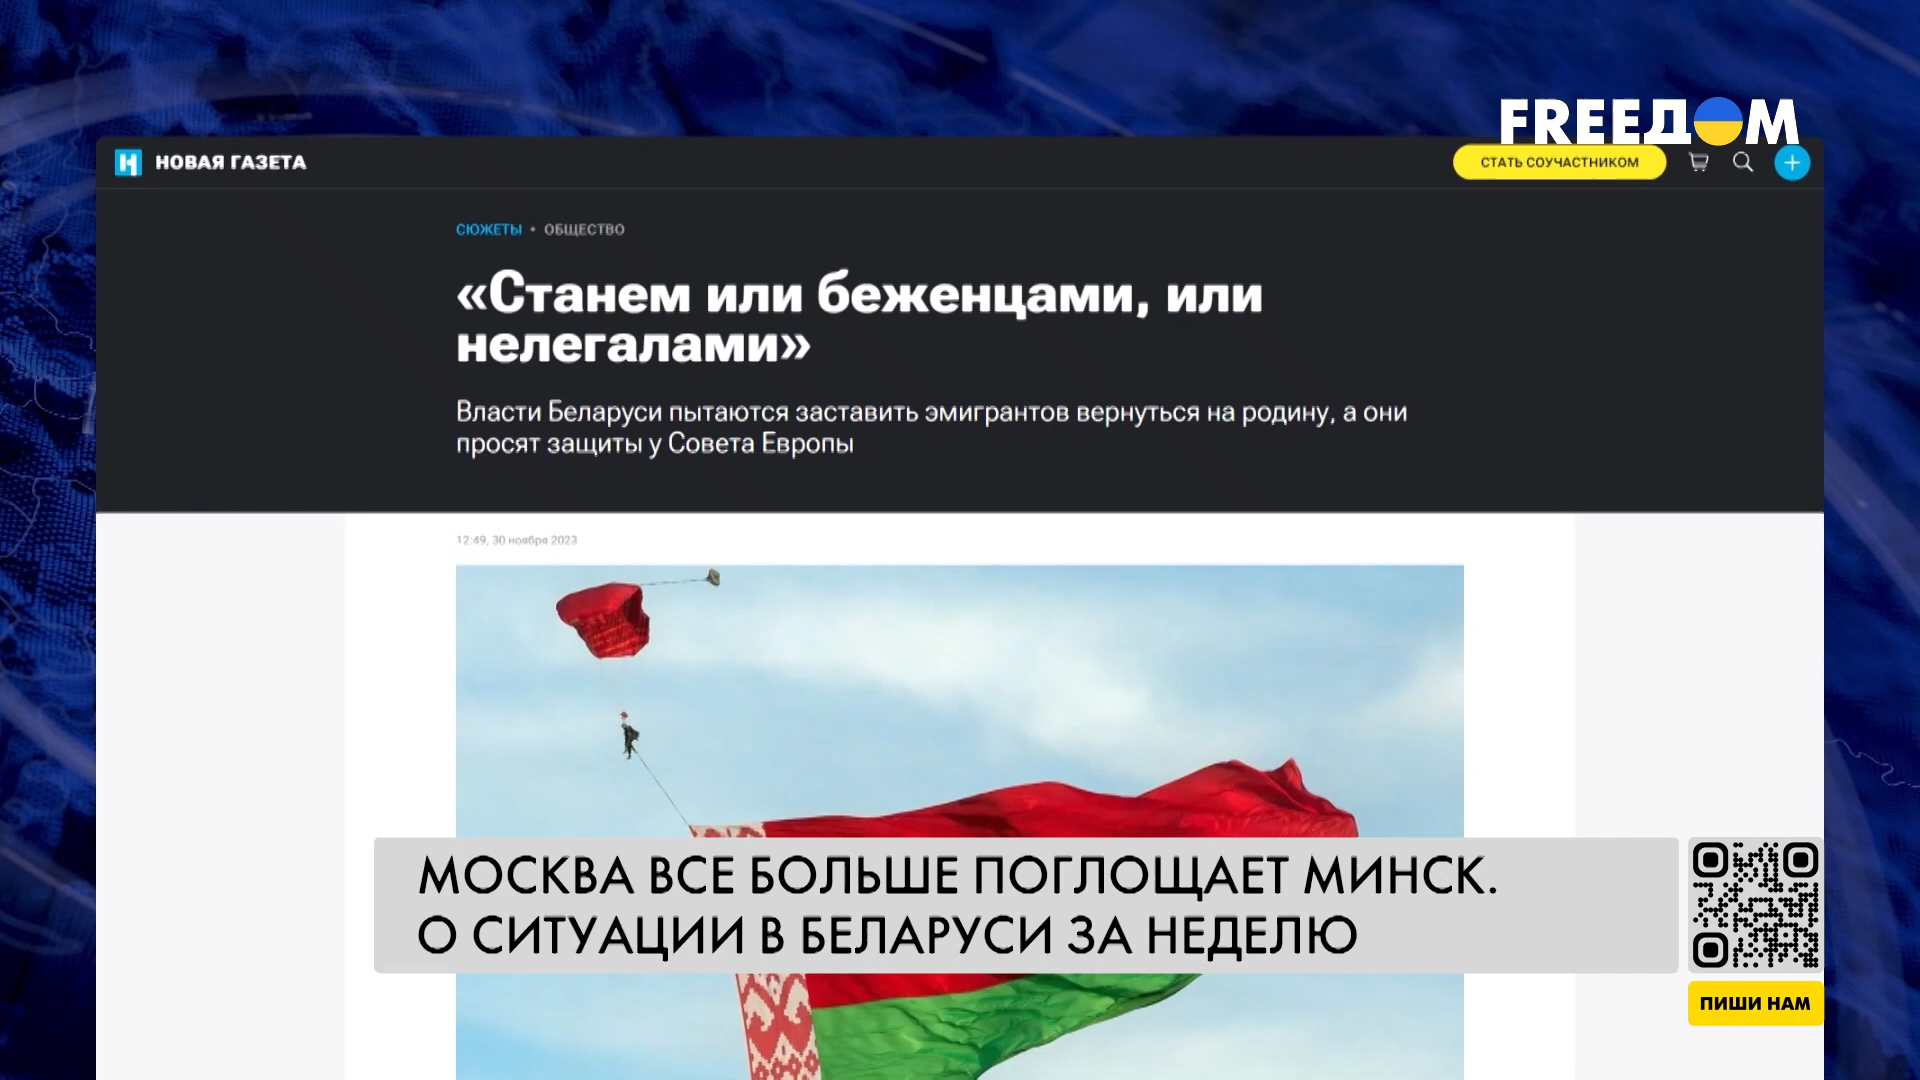 FREEДОМ
НОВАЯ ГАЗЕТА
СТАТЬ СОУЧАСТНИКОМ
СЮЖЕТЫ • ОБЩЕСТВО
«Станем или беженцами, или
нелегалами»
Власти Беларуси пытаются заставить эмигрантов вернуться на родину, а они
просят защиты у Совета Европы
12:49, 30 ноября 2023
МОСКВА ВСЕ БОЛЬШЕ ПОГЛОЩАЕТ МИНСК.
О СИТУАЦИИ В БЕЛАРУСИ ЗА НЕДЕЛЮ
ПИШИ НАМ